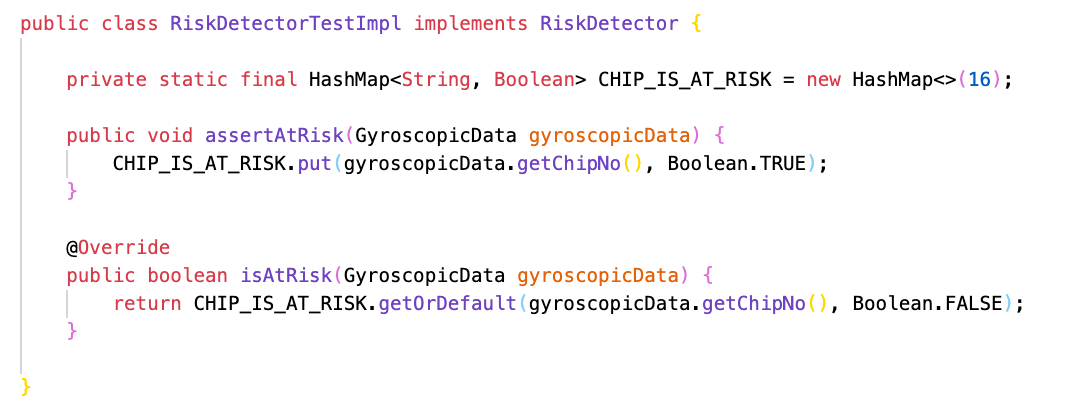 public class RiskDetectorTestImpl implements RiskDetector {
private static final HashMap<String, Boolean> CHIP_IS_AT_RISK = new HashMap<>(16);
public void assertAtRisk(GyroscopicData gyroscopicData) {
CHIP_IS_AT_RISK.put(gyroscopicData.getChipNo(), Boolean.TRUE);
}
@Override
public boolean isAtRisk(GyroscopicData gyroscopicData) {
return CHIP_IS_AT_RISK.getOrDefault(gyroscopicData.getChipNo(), Boolean.FALSE);
}
}